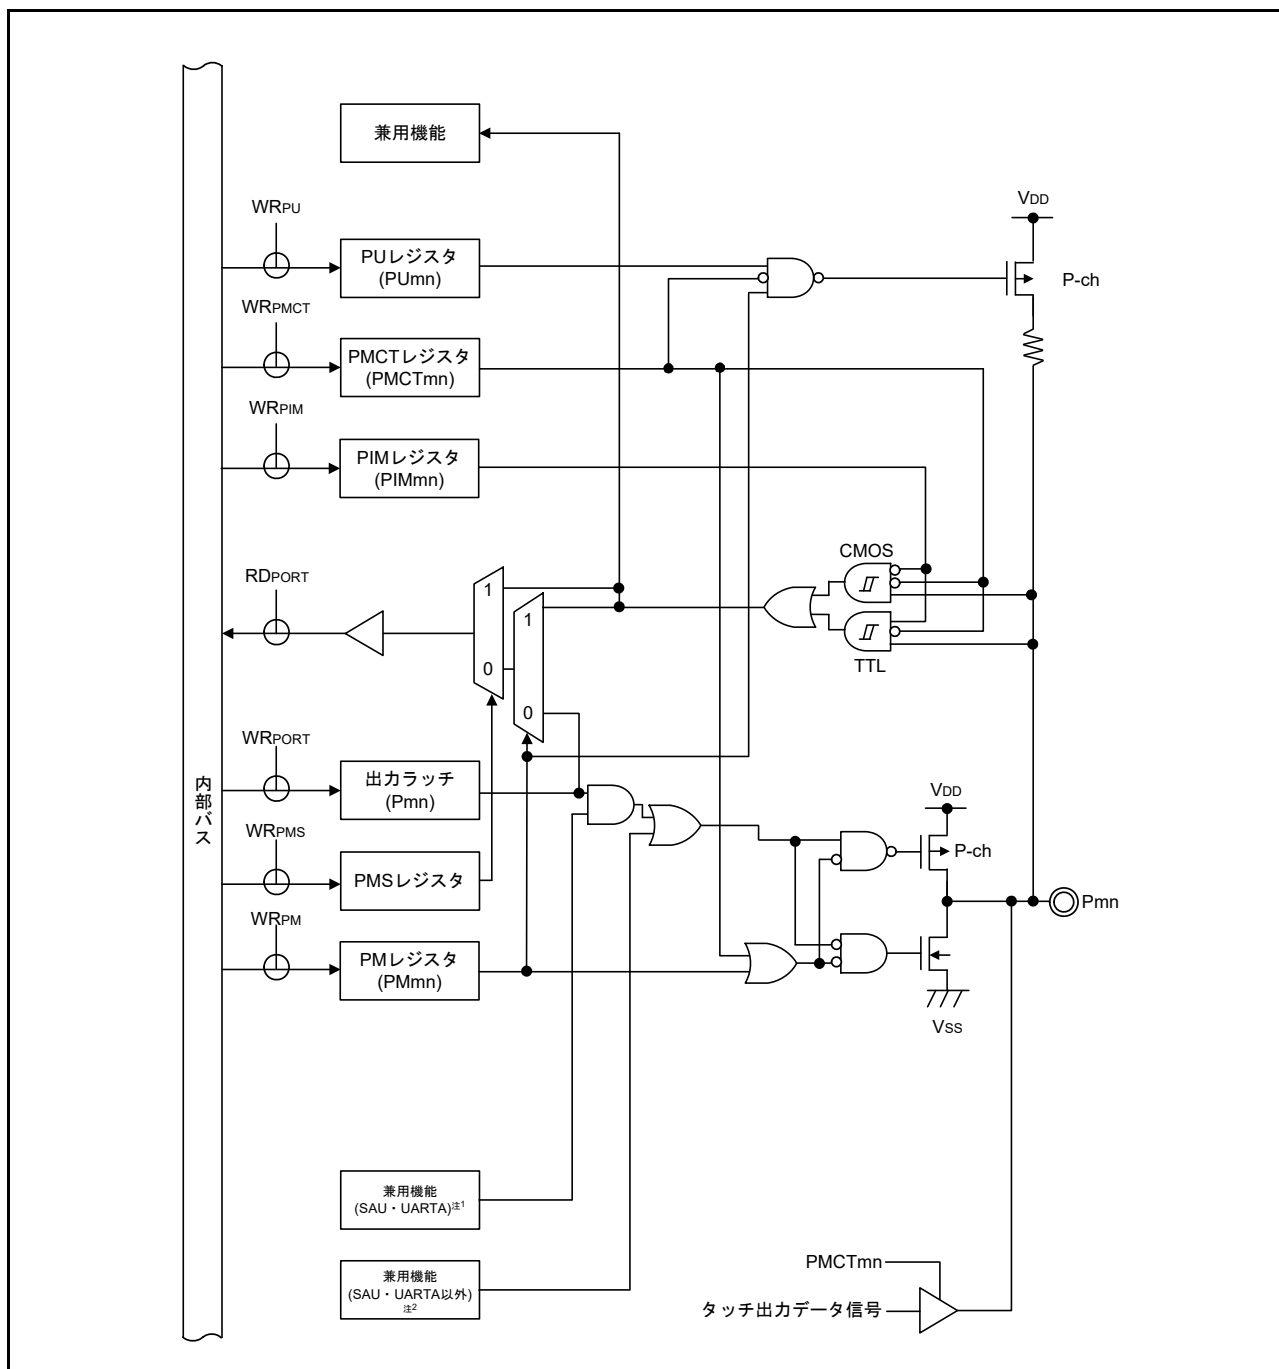 兼用機能
VDD
WRPU
PUレジスタ
(PUmn)
P-ch
WRPMCT
PMCTレジスタ
(PMCTmn)
WRPIM
PIMレジスタ
(PIMmn)
CMOS
RDPORT
1
1
TTL
0
0
WRPORT
内部バス
出力ラッチ
(Pmn)
VDD
WRPMS
P-ch
PMSレジスタ
Pmn
WRPM
PMレジスタ
(PMmn)
VSS
兼用機能
(SAU・UARTA)注1
兼用機能
(SAU・UARTA以外)
注2
PMCTmn
タッチ出力データ信号